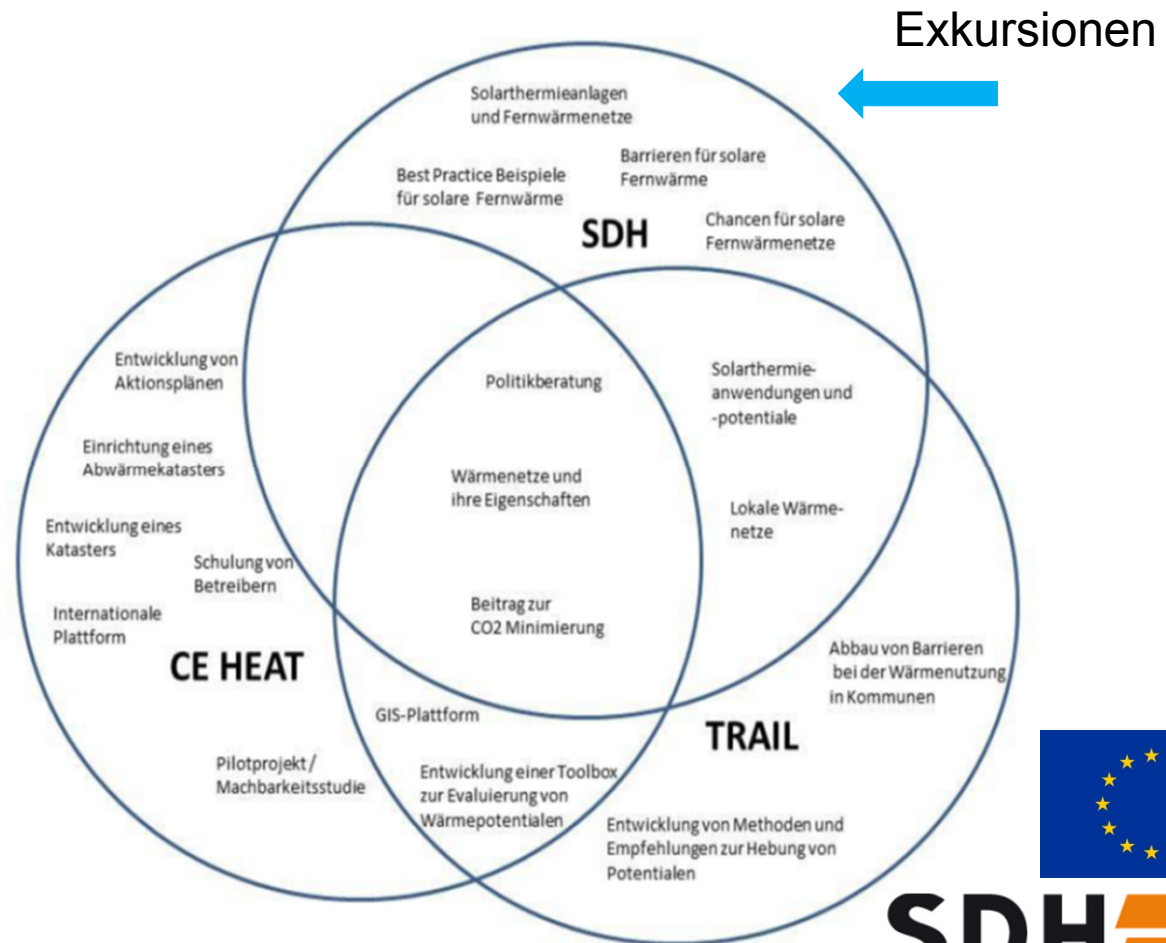 Exkursionen
Solarthermieanlagen
und Fernwärmenetze
Barrieren für solare
Fernwärme
Best Practice Beispiele
für solare Fernwärme
Chancen für solare
Fernwärmenetze
SDH
Entwicklung von
Aktionsplänen
Einrichtung eines
Abwärmekatasters
Entwicklung eines
Katasters
Schulung von
Betreibern
Internationale
Plattform
CE HEAT
Pilotprojekt /
Machbarkeitsstudie
Politikberatung
Wärmenetze und
ihre Eigenschaften
Beitrag zur
CO2 Minimierung
Solarthermie-
anwendungen und
-potentiale
Lokale Wärme-
netze
GIS-Plattform
Entwicklung einer Toolbox
zur Evaluierung von
Wärmepotentialen
Abbau von Barrieren
bei der Wärmenutzung
in Kommunen
TRAIL
Entwicklung von Methoden und
Empfehlungen zur Hebung von
Potentialen
SDH